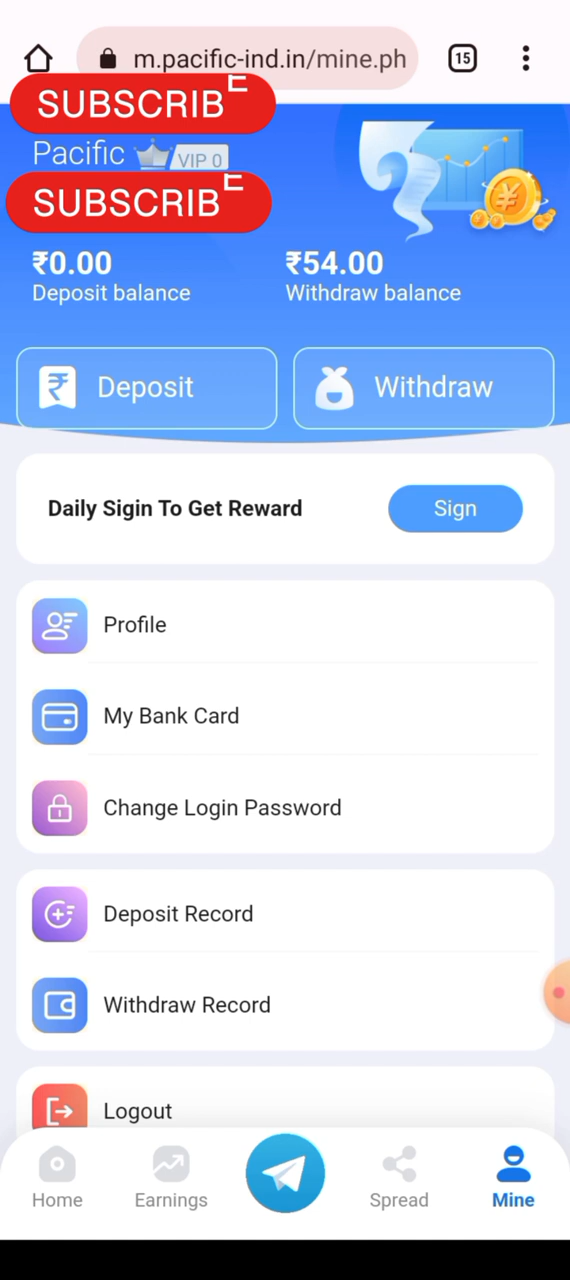 m.pacific-ind.in/mine.ph
15
SUBSCRIBE
Pacific VIP 0
SUBSCRIBE
₹0.00 ₹54.00
Deposit balance Withdraw balance
Deposit Withdraw
Daily Sigin To Get Reward Sign
Profile
My Bank Card
Change Login Password
Deposit Record
Withdraw Record
Logout
Home Earnings Spread Mine